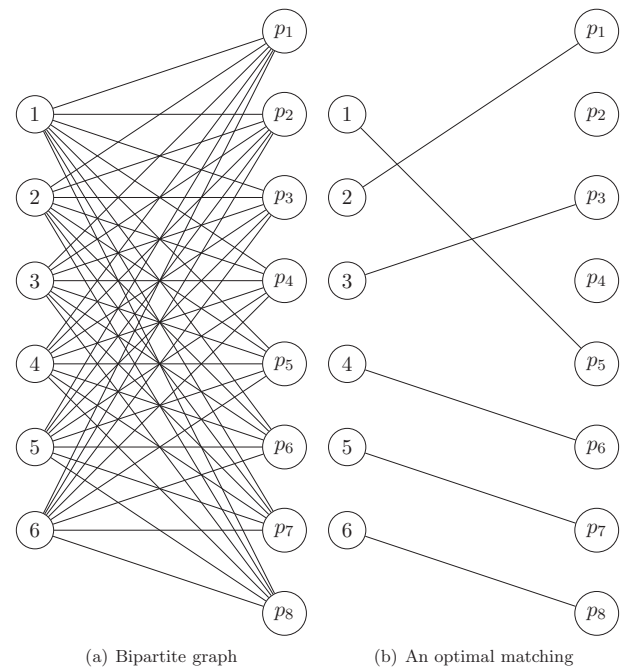 p1 p1
1 p2 1 p2
2 p3 2 p3
3 p4 3 p4
4 p5 4 p5
5 p6 5 p6
6 p7 6 p7
p8 p8
(a) Bipartite graph (b) An optimal matching